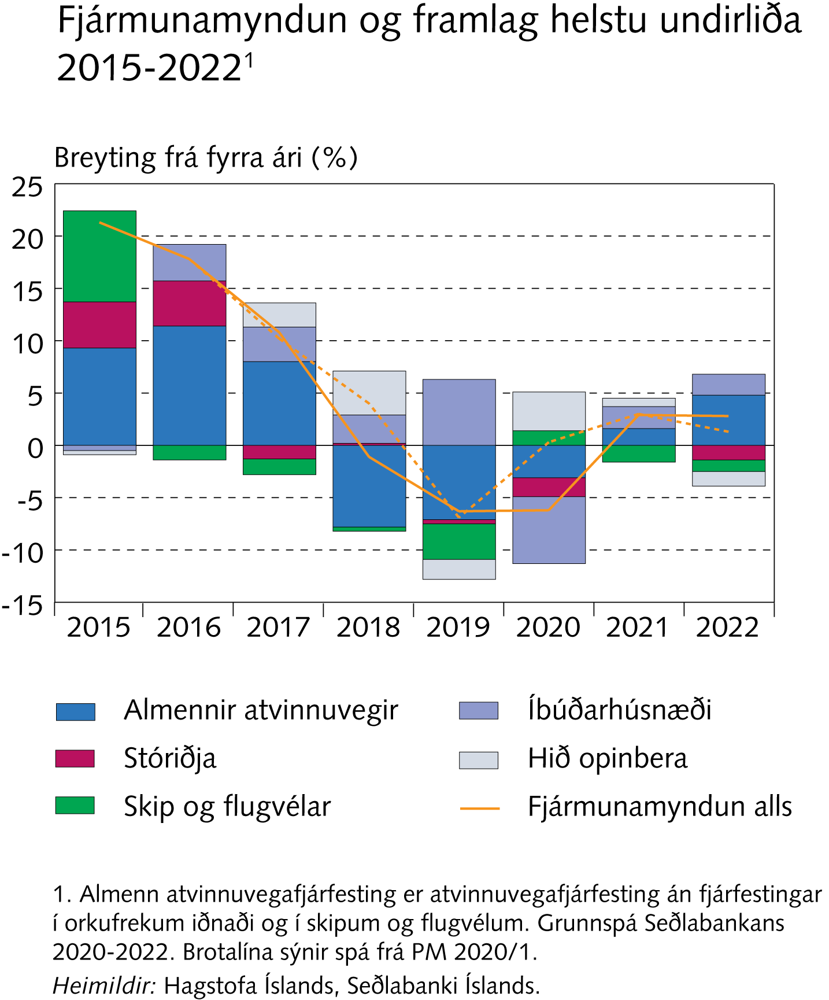 Fjármunamyndun og framlag helstu undirliða
2015-2022¹
Breyting frá fyrra ári (%)
25
20
15
10
5
0
-5
-10
-15
2015 2016 2017 2018 2019 2020 2021 2022
Almennir atvinnuvegir
Stóriðja
Skip og flugvélar
Íbúðarhúsnæði
Hið opinbera
Fjármunamyndun alls
1. Almenn atvinnuvegafjárfesting er atvinnuvegafjárfesting án fjárfestingar
í orkufrekum iðnaði og í skipum og flugvélum. Grunnspá Seðlabankans
2020-2022. Brotalína sýnir spá frá PM 2020/1.
Heimildir: Hagstofa Íslands, Seðlabanki Íslands.